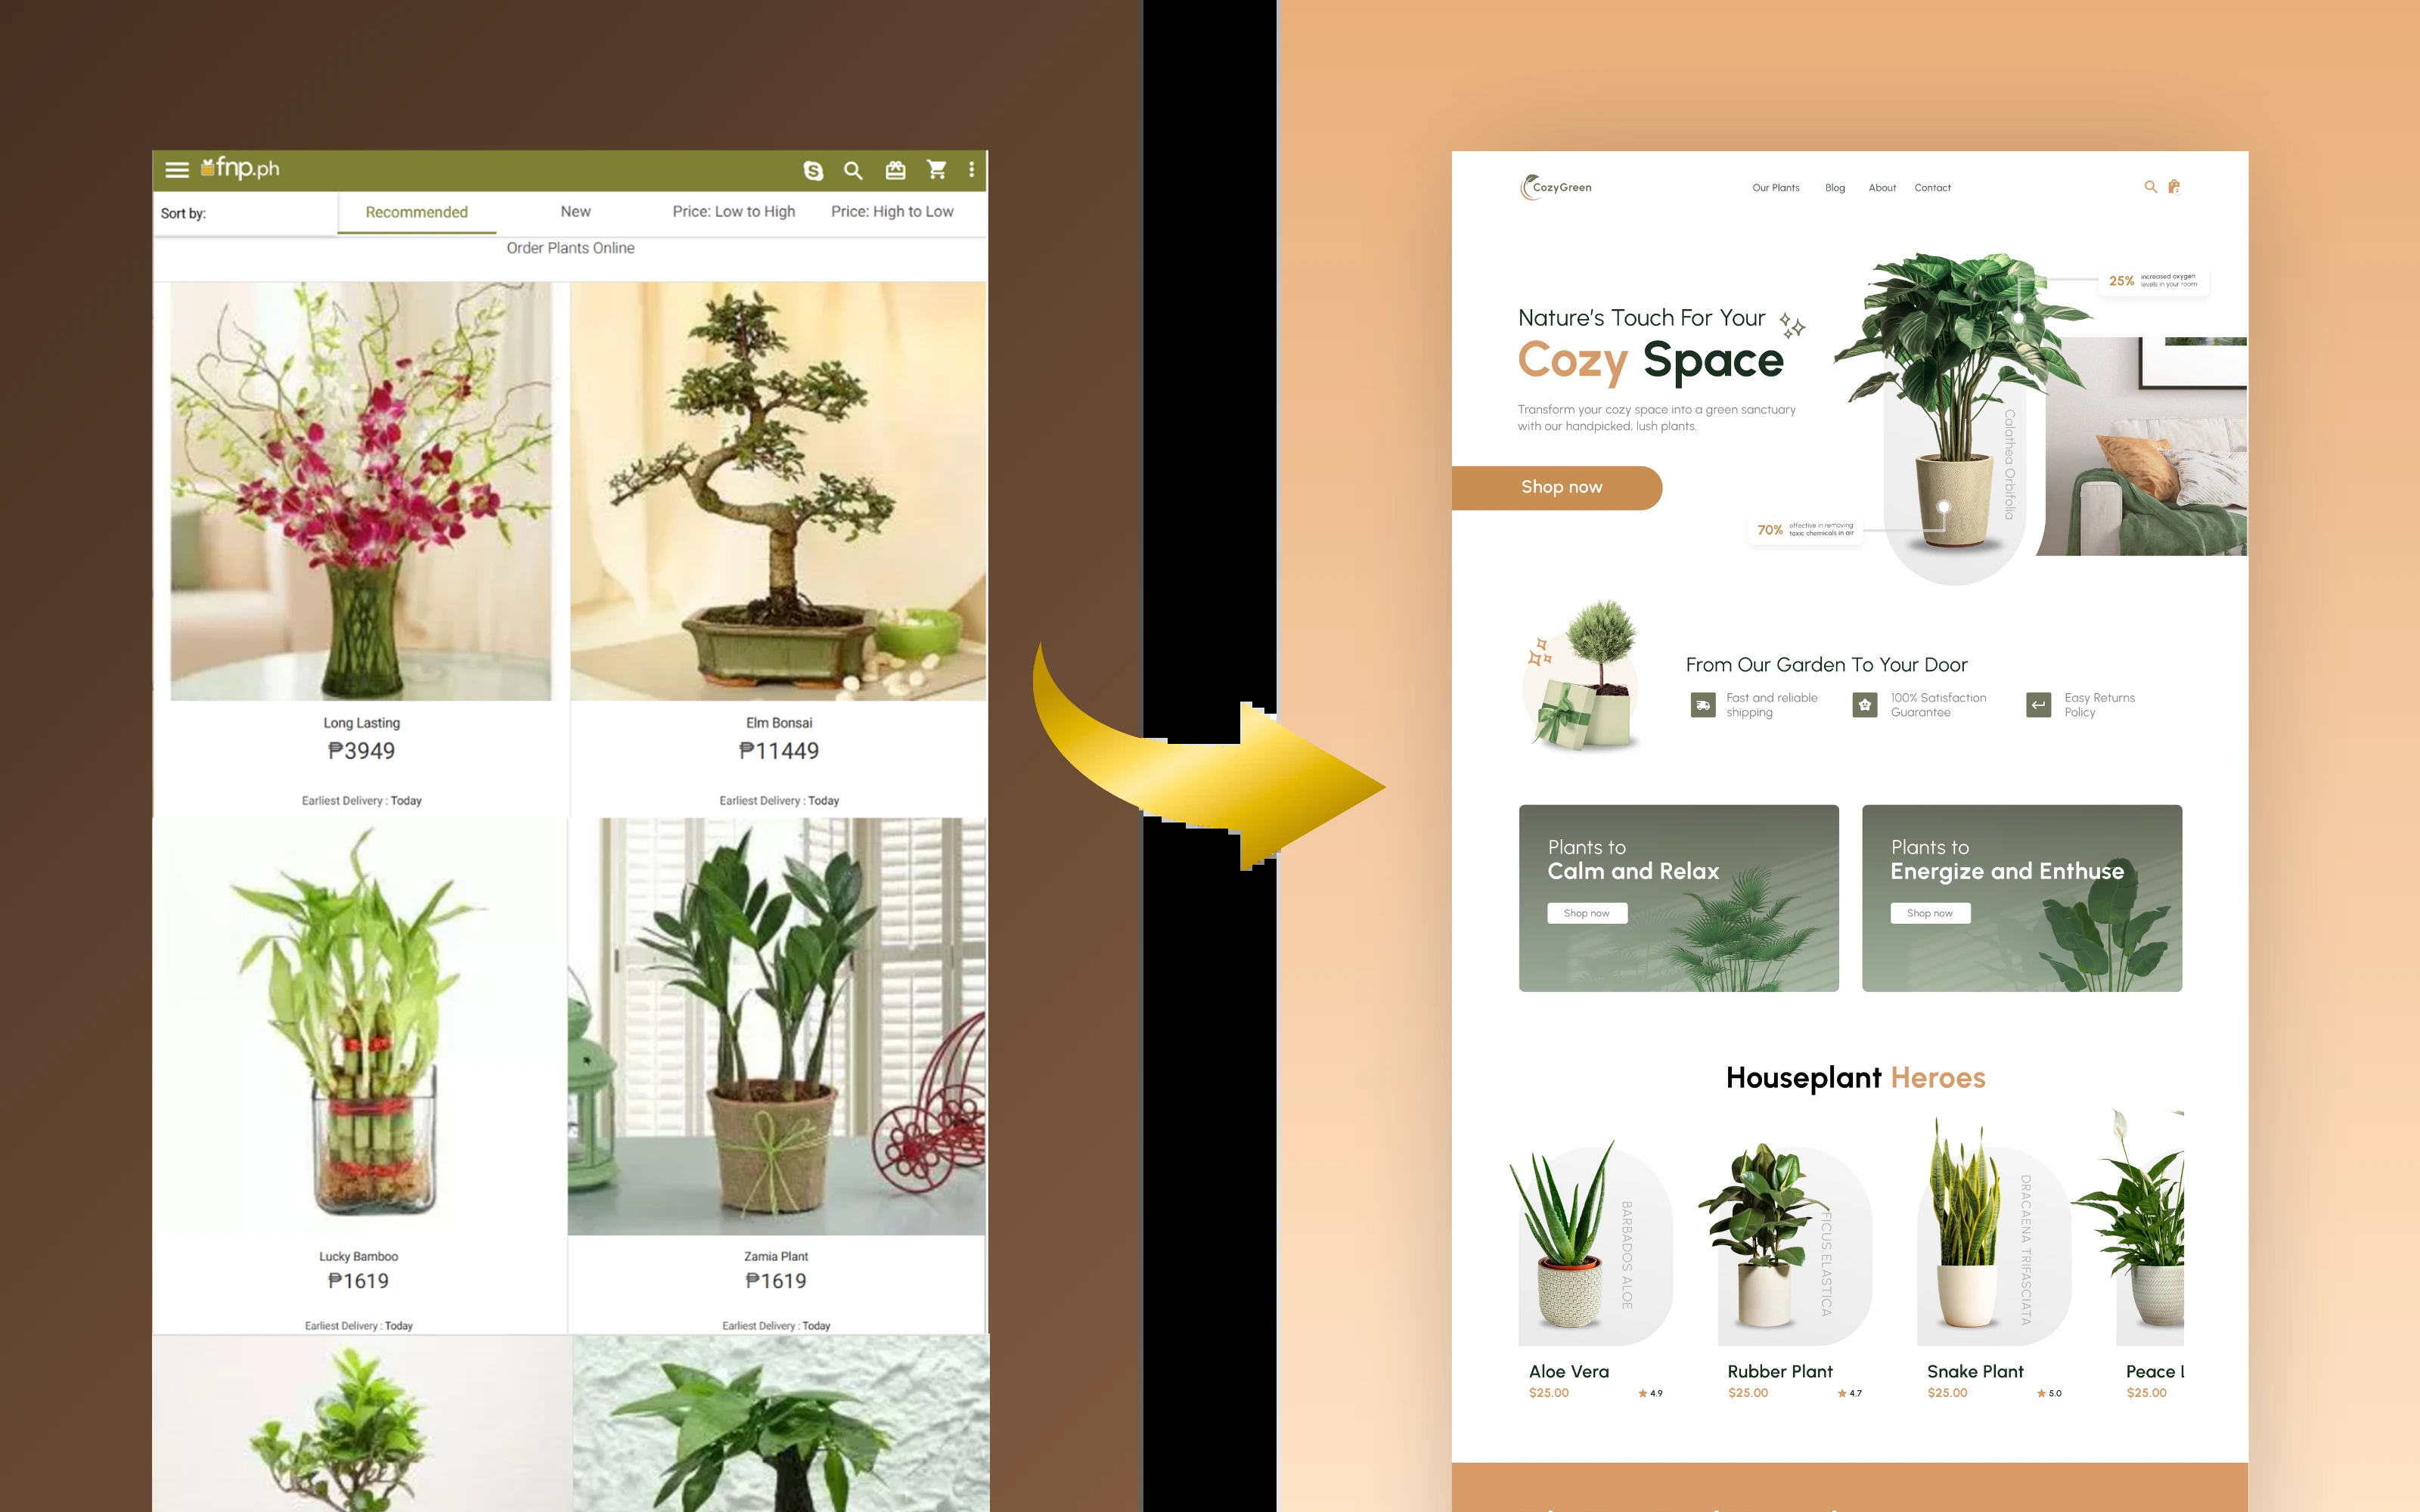 fnp.ph
Sort by:
Recommended
New
Price: Low to High
Price: High to Low
Order Plants Online
Long Lasting
₱3949
Earliest Delivery : Today
Elm Bonsai
₱11449
Earliest Delivery : Today
Lucky Bamboo
₱1619
Earliest Delivery : Today
Zamia Plant
₱1619
Earliest Delivery : Today
CozyGreen
Our Plants
Blog
About
Contact
Nature's Touch For Your
Cozy Space
Transform your cozy space into a green sanctuary
with our handpicked, lush plants.
Shop now
25%
increased oxygen
levels in your room
Calathea Orbifolia
70%
effective in removing
toxic chemicals in air
From Our Garden To Your Door
Fast and reliable
shipping
100% Satisfaction
Guarantee
Easy Returns
Policy
Plants to
Calm and Relax
Shop now
Plants to
Energize and Enthuse
Shop now
Houseplant Heroes
BARBADOS ALOE
Aloe Vera
$25.00
4.9
FICUS ELASTICA
Rubber Plant
$25.00
4.7
DRACAENA TRIFASCIATA
Snake Plant
$25.00
5.0
Peace L
$25.00